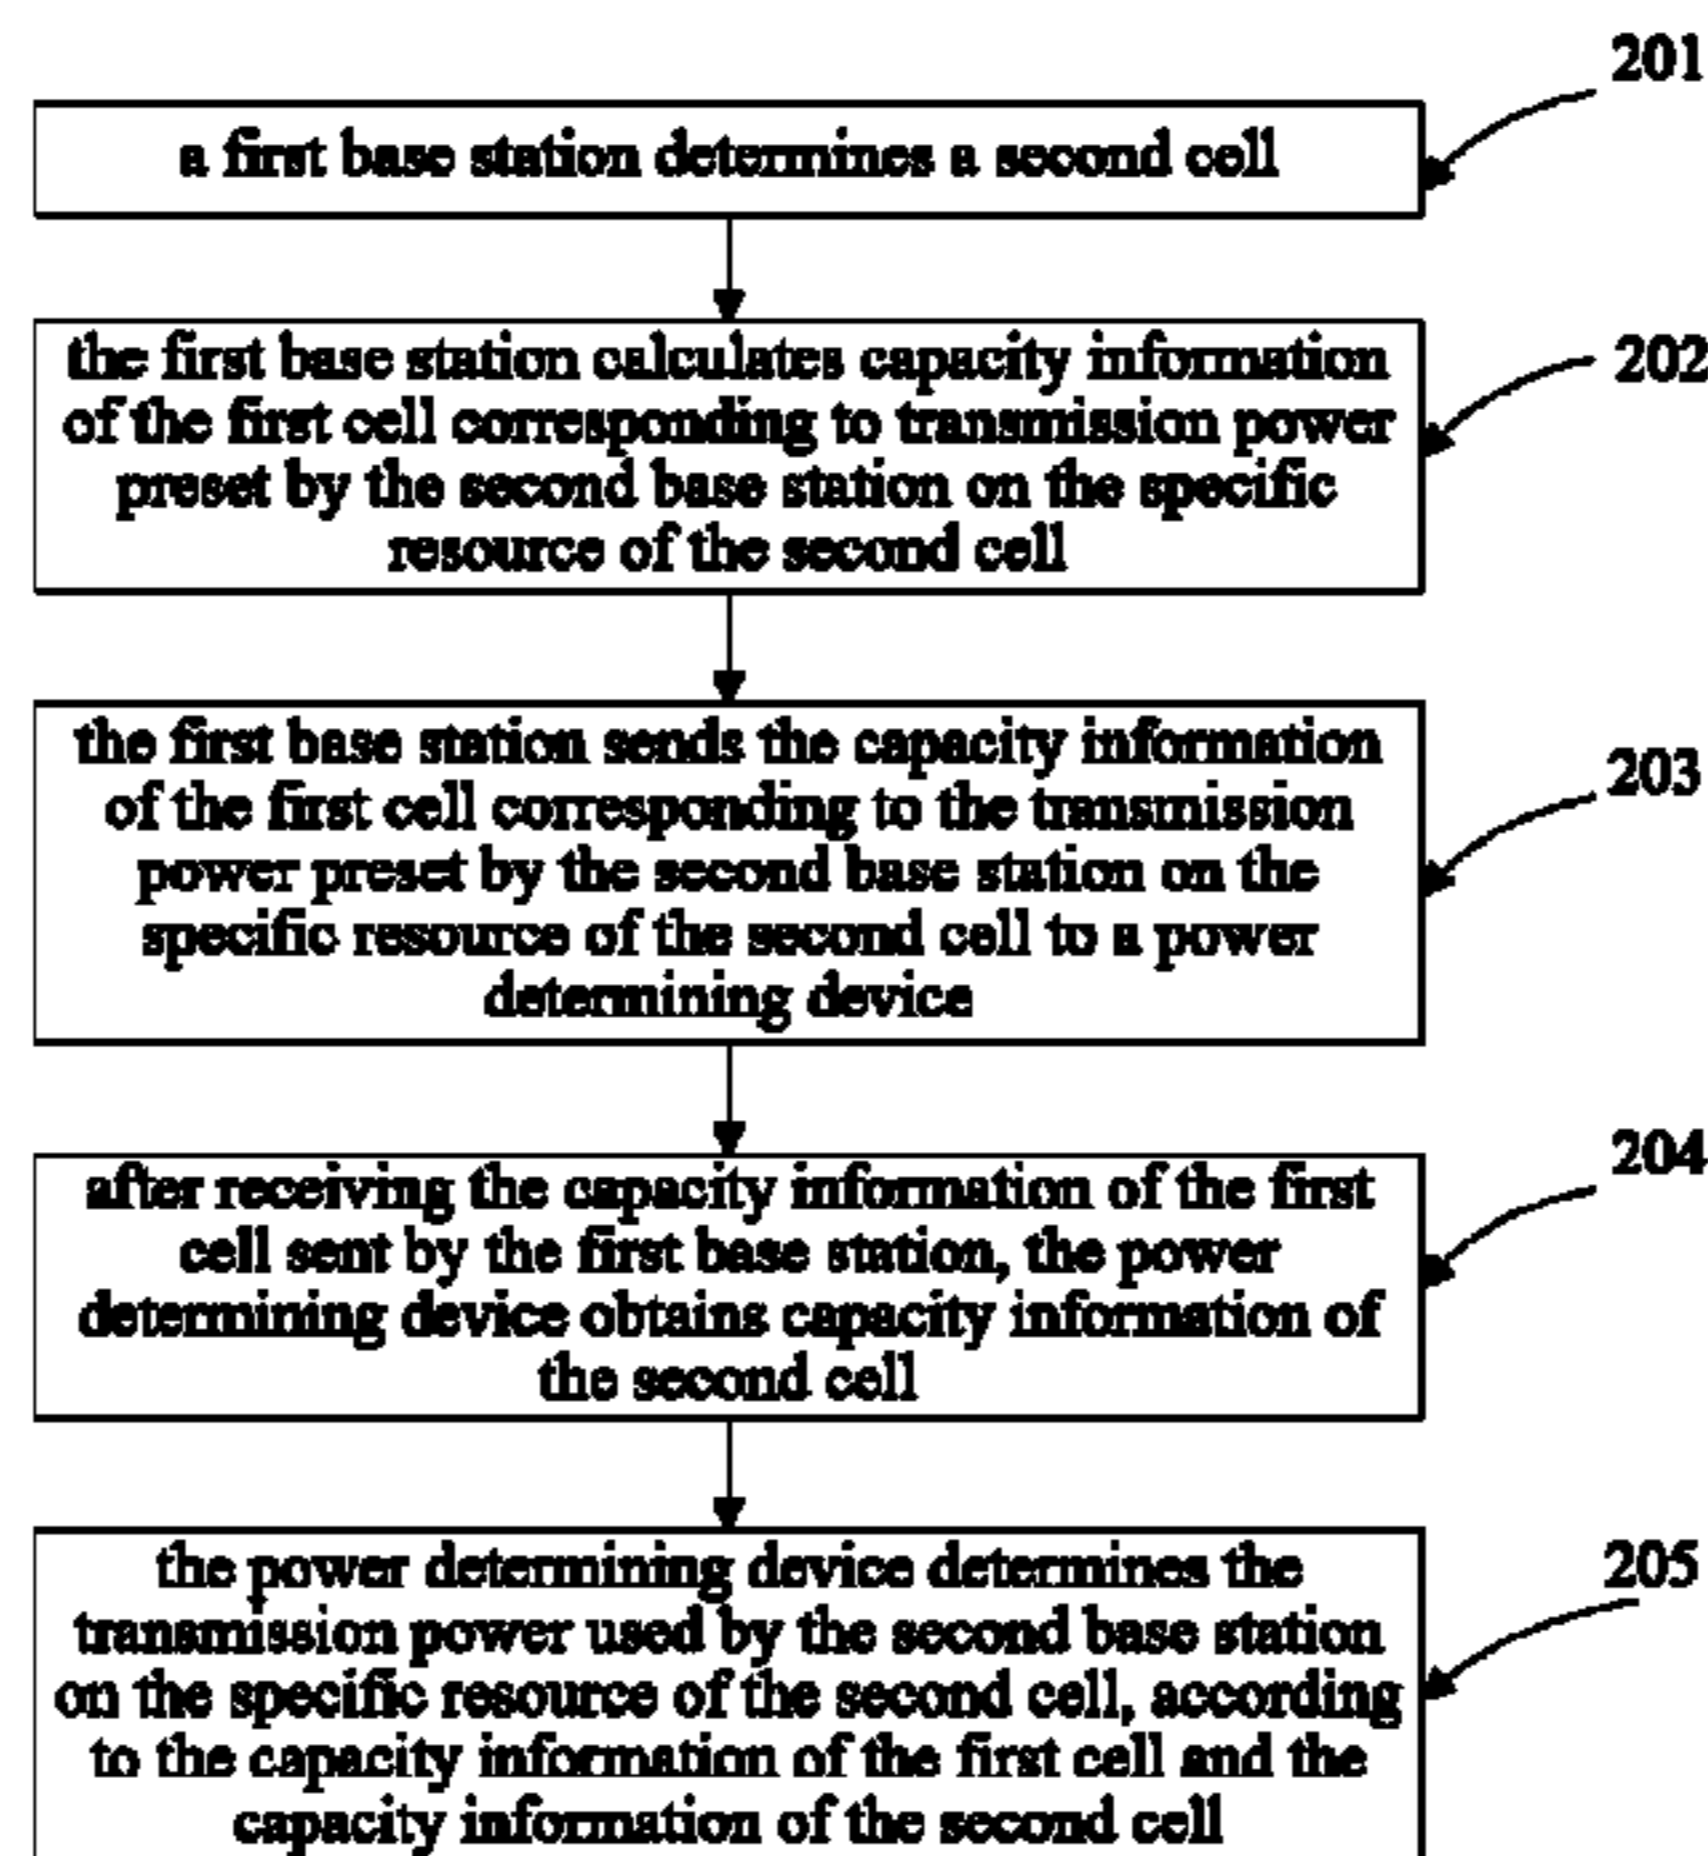 201
a first base station determines a second cell
202
the first base station calculates capacity information
of the first cell corresponding to transmission power
preset by the second base station on the specific
resource of the second cell
203
the first base station sends the capacity information
of the first cell corresponding to the transmission
power preset by the second base station on the
specific resource of the second cell to a power
determining device
204
after receiving the capacity information of the first
cell sent by the first base station, the power
determining device obtains capacity information of
the second cell
205
the power determining device determines the
transmission power used by the second base station
on the specific resource of the second cell, according
to the capacity information of the first cell and the
capacity information of the second cell